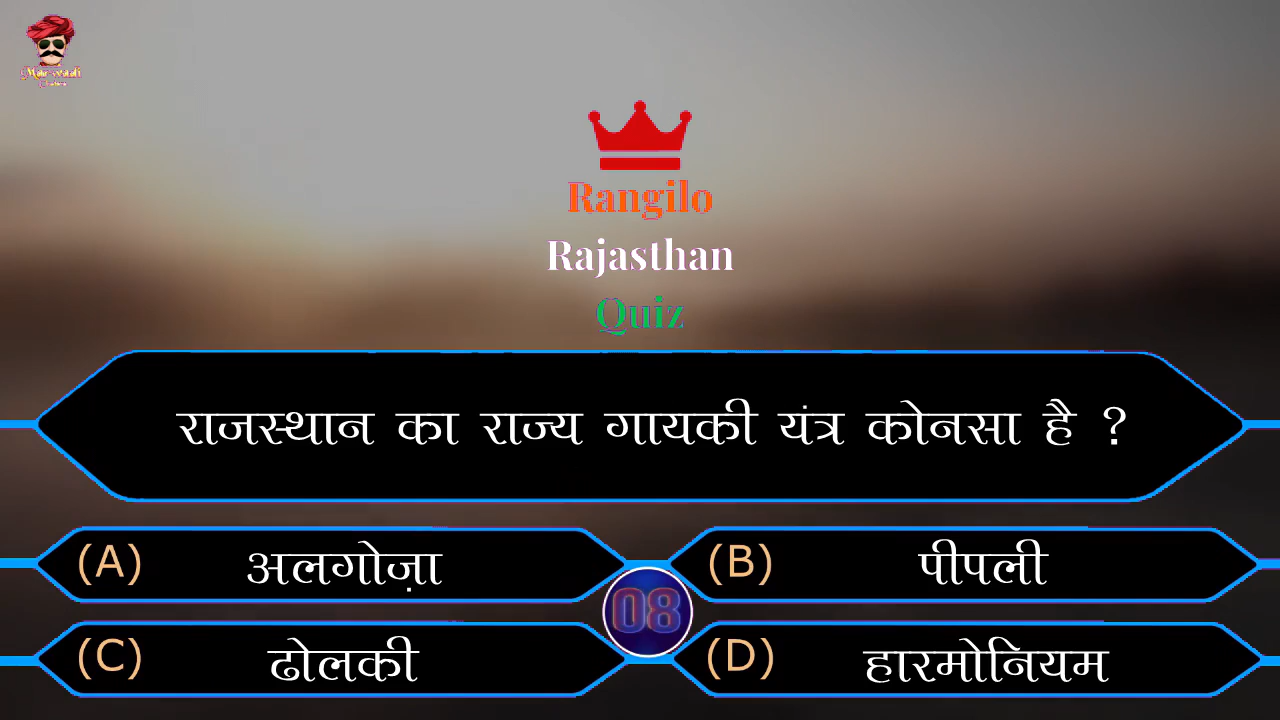 Rangilo
Rajasthan
Quiz
राजस्थान का राज्य गायकी यंत्र कोनसा है ?
(A) अलगोज़ा
(B) पीपली
08
(C) ढोलकी
(D) हारमोनियम